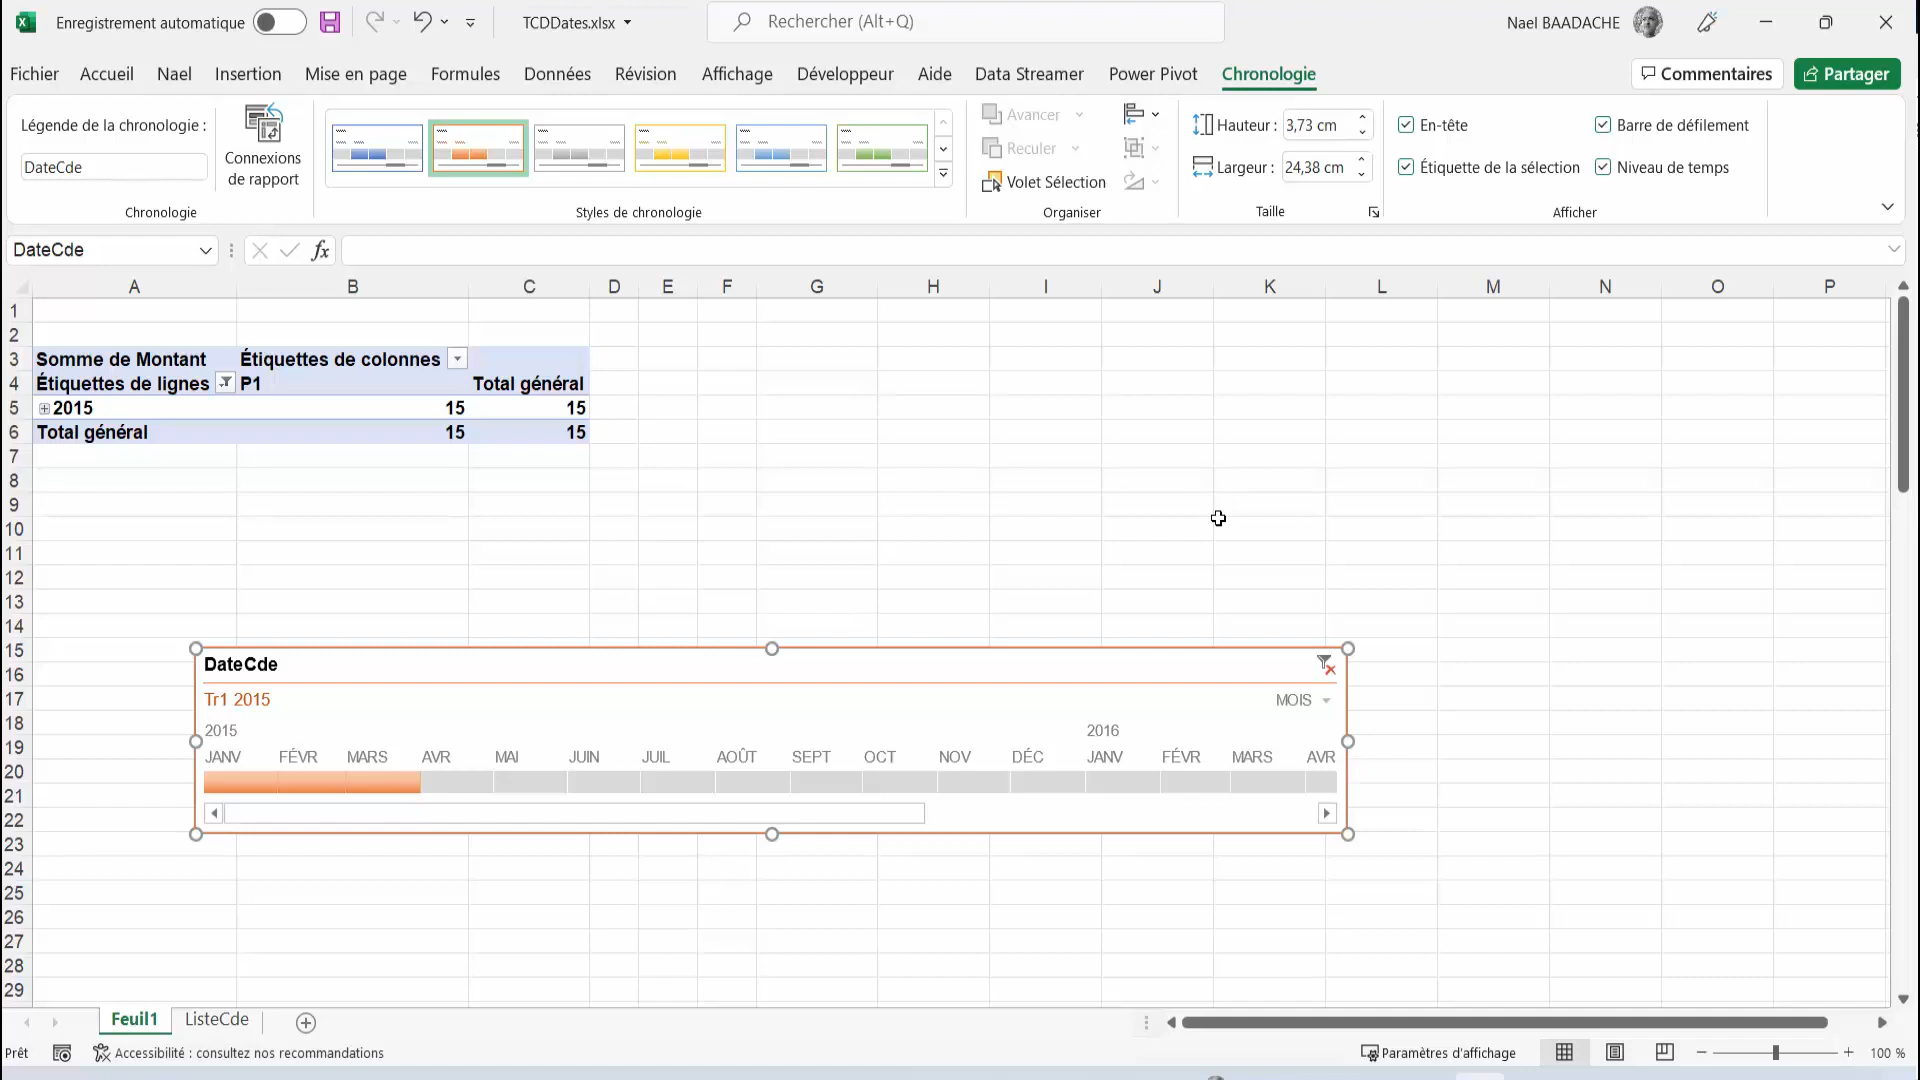 Enregistrement automatique
TCDDates.xlsx
Rechercher (Alt+Q)
Nael BAADACHE
Fichier Accueil Nael Insertion Mise en page Formules Données Révision Affichage Développeur Aide Data Streamer Power Pivot Chronologie
Commentaires
Partager
Légende de la chronologie :
DateCde
Connexions
de rapport
Chronologie
Styles de chronologie
Avancer
Reculer
Volet Sélection
Organiser
Hauteur : 3,73 cm
Largeur : 24,38 cm
Taille
En-tête
Barre de défilement
Étiquette de la sélection
Niveau de temps
Afficher
DateCde
fx
A B C D E F G H I J K L M N O P
1
2
3 Somme de Montant Étiquettes de colonnes
4 Étiquettes de lignes P1 Total général
5 2015 15 15
6 Total général 15 15
7
8
9
10
11
12
13
14
15
16
17
18
19
20
21
22
23
24
25
26
27
28
29
DateCde
Tr1 2015
MOIS
2015 2016
JANV FÉVR MARS AVR MAI JUIN JUIL AOÛT SEPT OCT NOV DÉC JANV FÉVR MARS AVR
Feuil1 ListeCde
Prêt
Accessibilité : consultez nos recommandations
Paramètres d'affichage
100 %